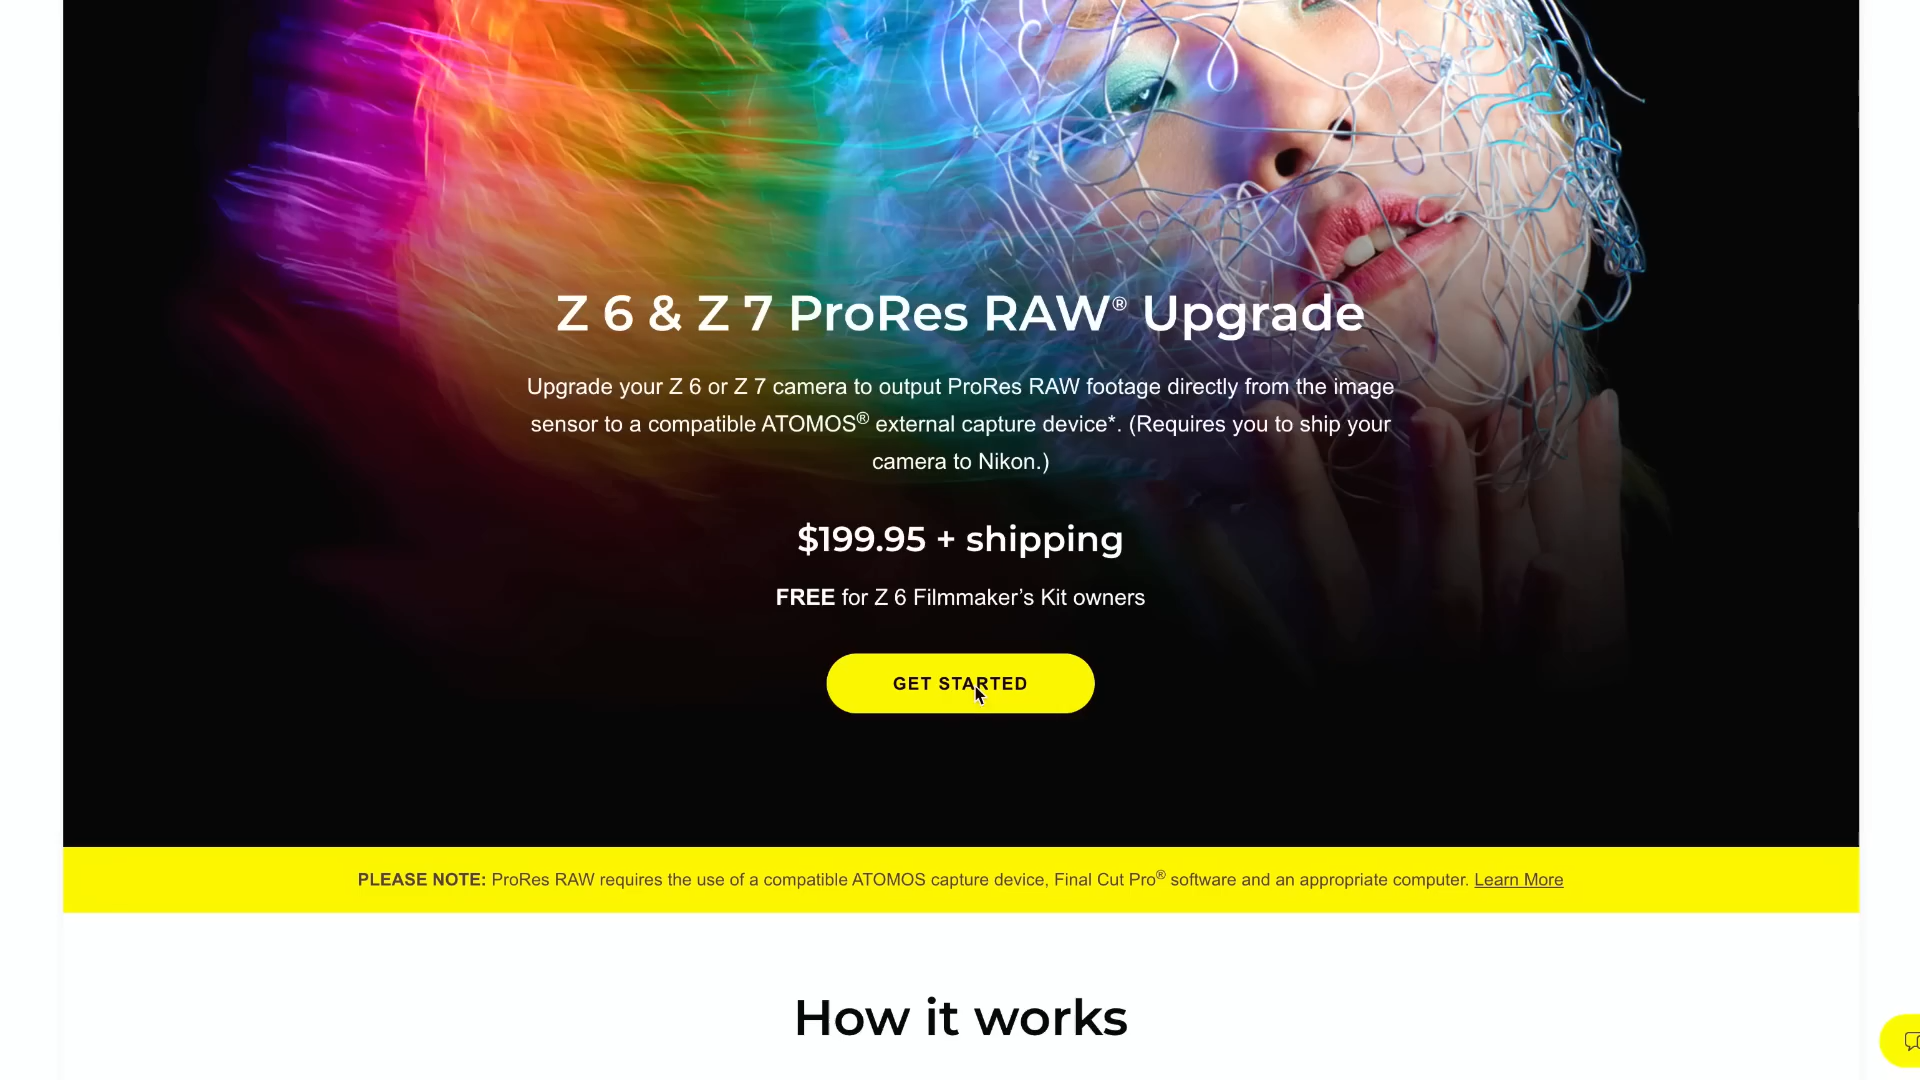 Z 6 & Z 7 ProRes RAW® Upgrade
Upgrade your Z 6 or Z 7 camera to output ProRes RAW footage directly from the image
sensor to a compatible ATOMOS® external capture device*. (Requires you to ship your
camera to Nikon.)
$199.95 + shipping
FREE for Z 6 Filmmaker’s Kit owners
GET STARTED
PLEASE NOTE: ProRes RAW requires the use of a compatible ATOMOS capture device, Final Cut Pro® software and an appropriate computer. Learn More
How it works